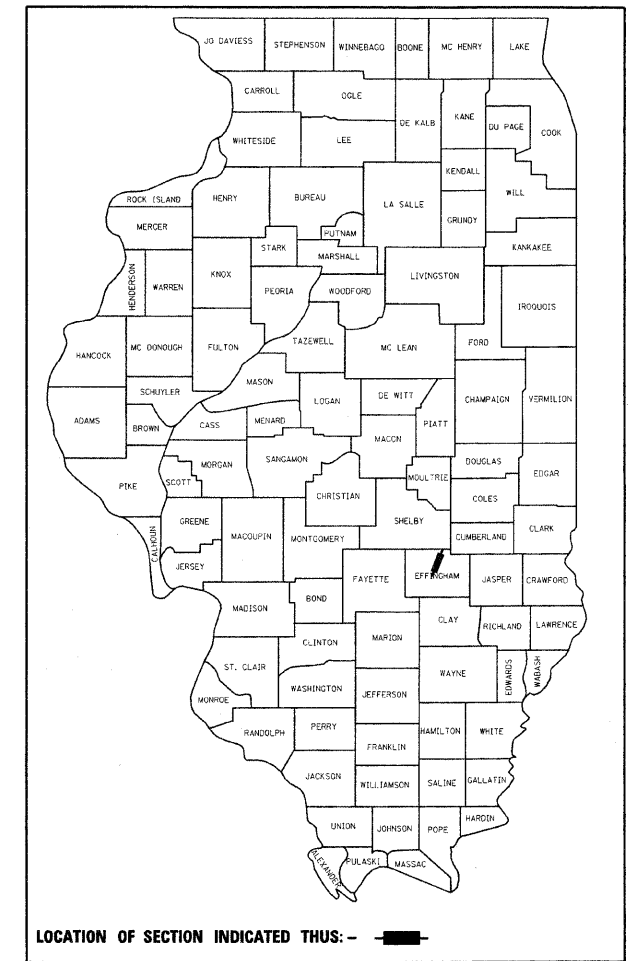 JO DAVIESS STEPHENSON WINNEBAGO BOONE MC HENRY LAKE
CARROLL OGLE DE KALB KANE DU PAGE COOK
WHITESIDE LEE
KENDALL WILL
ROCK ISLAND HENRY BUREAU LA SALLE GRUNDY
MERCER PUTNAM
STARK MARSHALL KANKAKEE
HENDERSON WARREN KNOX PEORIA WOODFORD LIVINGSTON IROQUOIS
HANCOCK MC DONOUGH FULTON TAZEWELL MC LEAN FORD
MASON
SCHUYLER LOGAN DE WITT CHAMPAIGN VERMILION
ADAMS BROWN CASS MENARD MACON PIATT
PIKE SCOTT MORGAN SANGAMON MOULTRIE DOUGLAS EDGAR
CHRISTIAN COLES
GREENE SHELBY
CALHOUN MACOUPIN MONTGOMERY CUMBERLAND CLARK
JERSEY FAYETTE EFFINGHAM JASPER CRAWFORD
MADISON BOND
CLAY RICHLAND LAWRENCE
CLINTON MARION
ST. CLAIR WAYNE EDWARDS WABASH
WASHINGTON JEFFERSON
MONROE
RANDOLPH PERRY HAMILTON WHITE
FRANKLIN
JACKSON WILLIAMSON SALINE GALLATIN
UNION JOHNSON POPE HARDIN
ALEXANDER PULASKI MASSAC
LOCATION OF SECTION INDICATED THUS: -